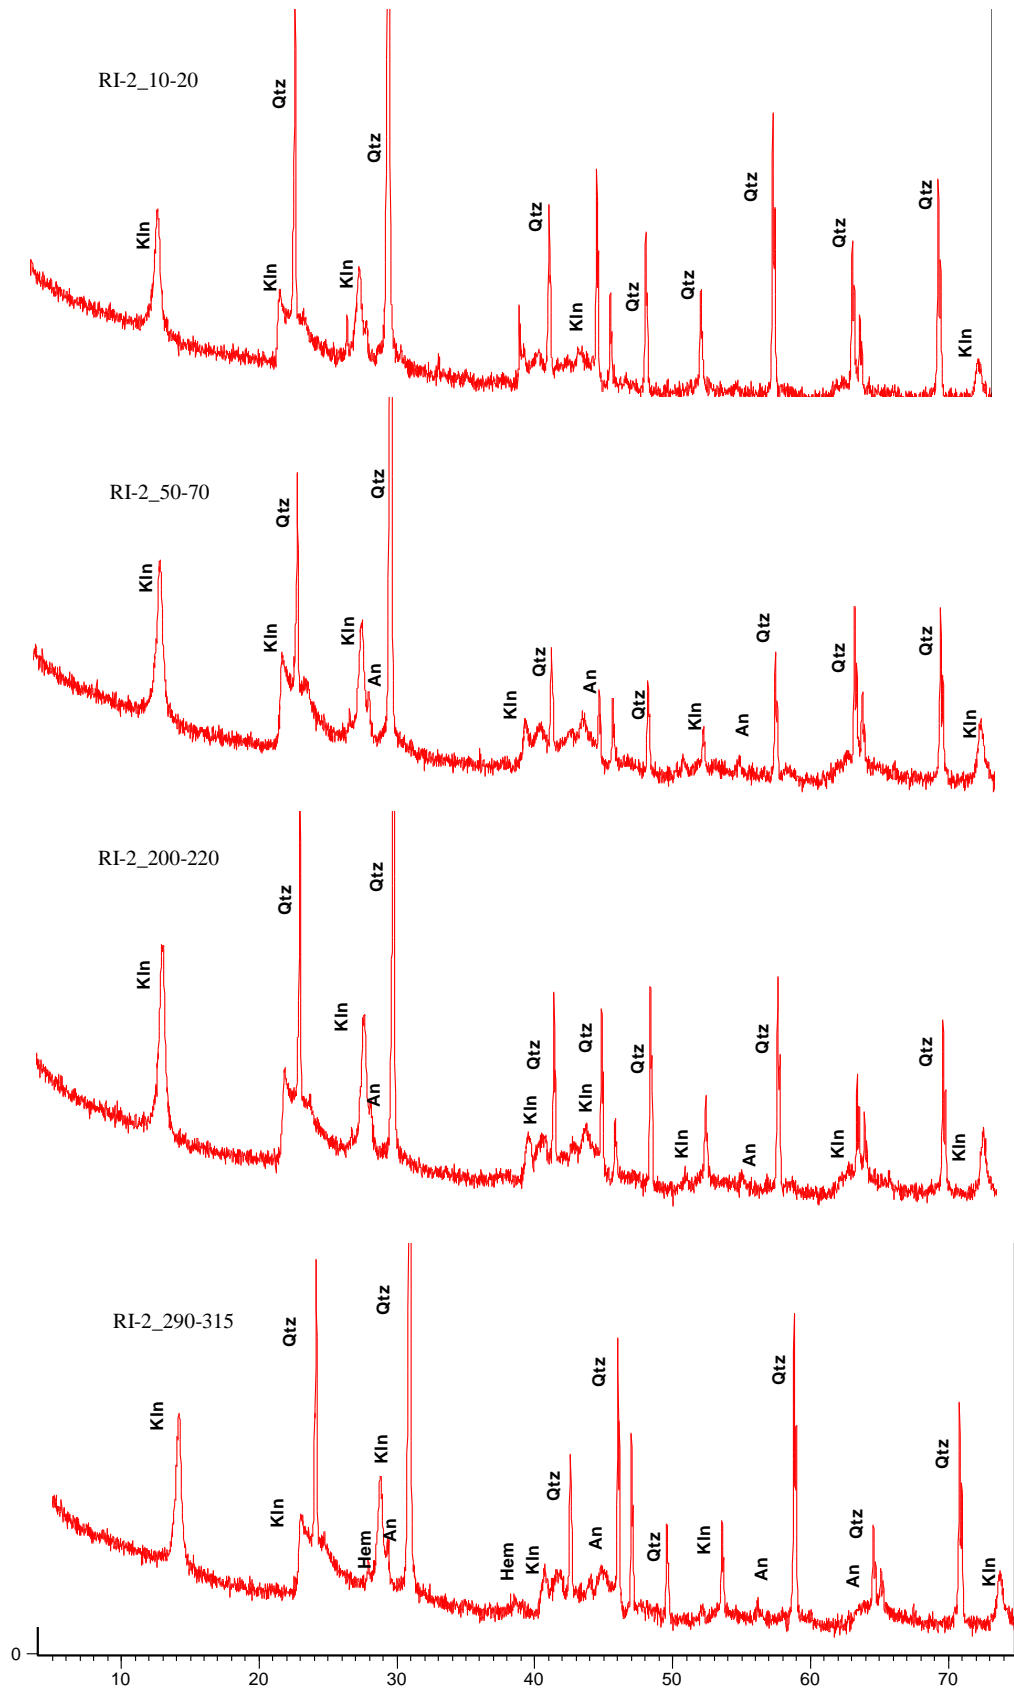 RI-2_10-20
Kln
Kln
Qtz
Kln
Qtz
Qtz
Kln
Qtz
Qtz
Qtz
Qtz
Qtz
Kln
RI-2_50-70
Kln
Kln
Qtz
Kln
An
Qtz
Kln
Qtz
An
Qtz
Kln
An
Qtz
Qtz
Qtz
Kln
RI-2_200-220
Kln
Qtz
Kln
An
Qtz
Kln
Qtz
Kln
Qtz
Qtz
Kln
An
Qtz
Kln
Qtz
Kln
RI-2_290-315
Kln
Kln
Qtz
Hem
Kln
An
Qtz
Hem
Kln
Qtz
An
Qtz
Qtz
Kln
An
Qtz
An
Qtz
Qtz
Kln
0
10 20 30 40 50 60 70